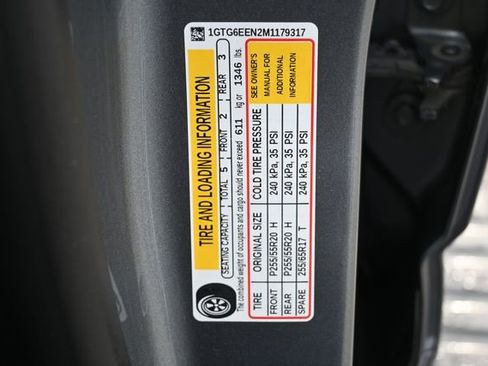 1GTG6EEN2M1179317
TIRE AND LOADING INFORMATION
SEATING CAPACITY | TOTAL 5 | FRONT 2 | REAR 3
The combined weight of occupants and cargo should never exceed 611 kg or 1346 lbs.
TIRE ORIGINAL SIZE COLD TIRE PRESSURE
FRONT P255/55R20 H 240 kPa, 35 PSI
REAR P255/55R20 H 240 kPa, 35 PSI
SPARE 255/65R17 T 240 kPa, 35 PSI
SEE OWNER'S
MANUAL FOR
ADDITIONAL
INFORMATION